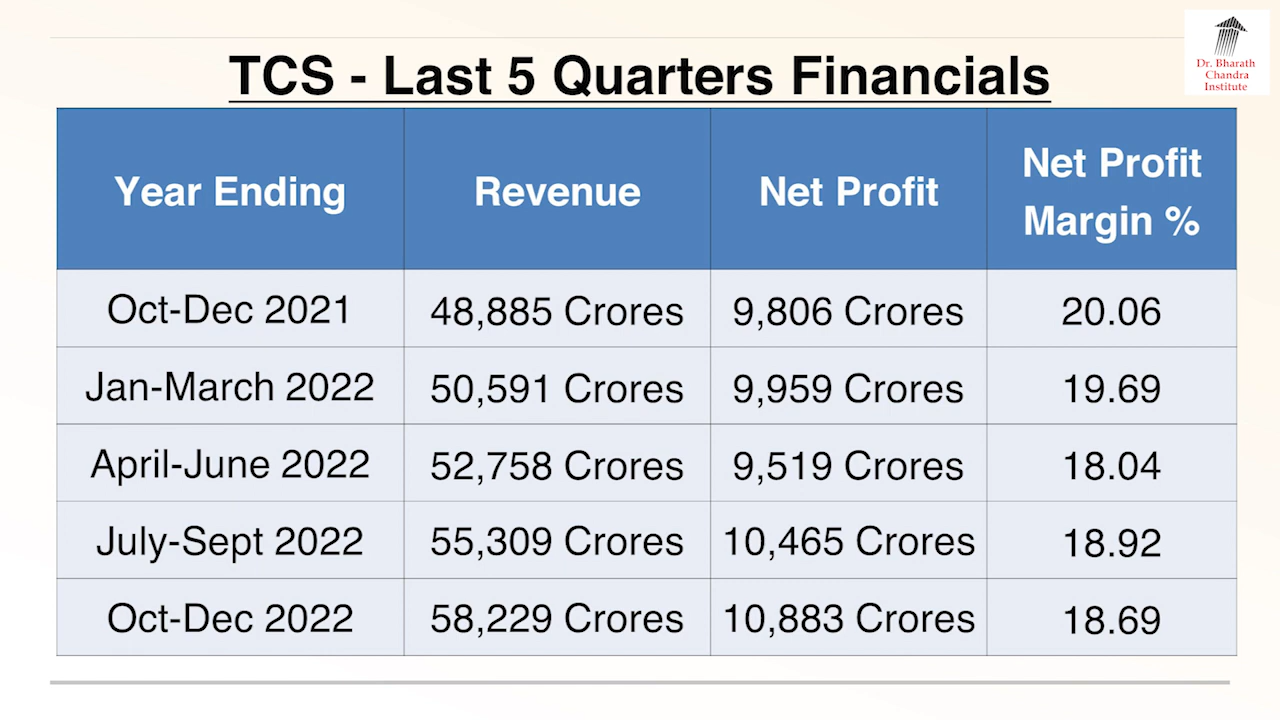 TCS - Last 5 Quarters Financials
Dr. Bharath
Chandra
Institute
Year Ending Revenue Net Profit Net Profit Margin %
Oct-Dec 2021 48,885 Crores 9,806 Crores 20.06
Jan-March 2022 50,591 Crores 9,959 Crores 19.69
April-June 2022 52,758 Crores 9,519 Crores 18.04
July-Sept 2022 55,309 Crores 10,465 Crores 18.92
Oct-Dec 2022 58,229 Crores 10,883 Crores 18.69